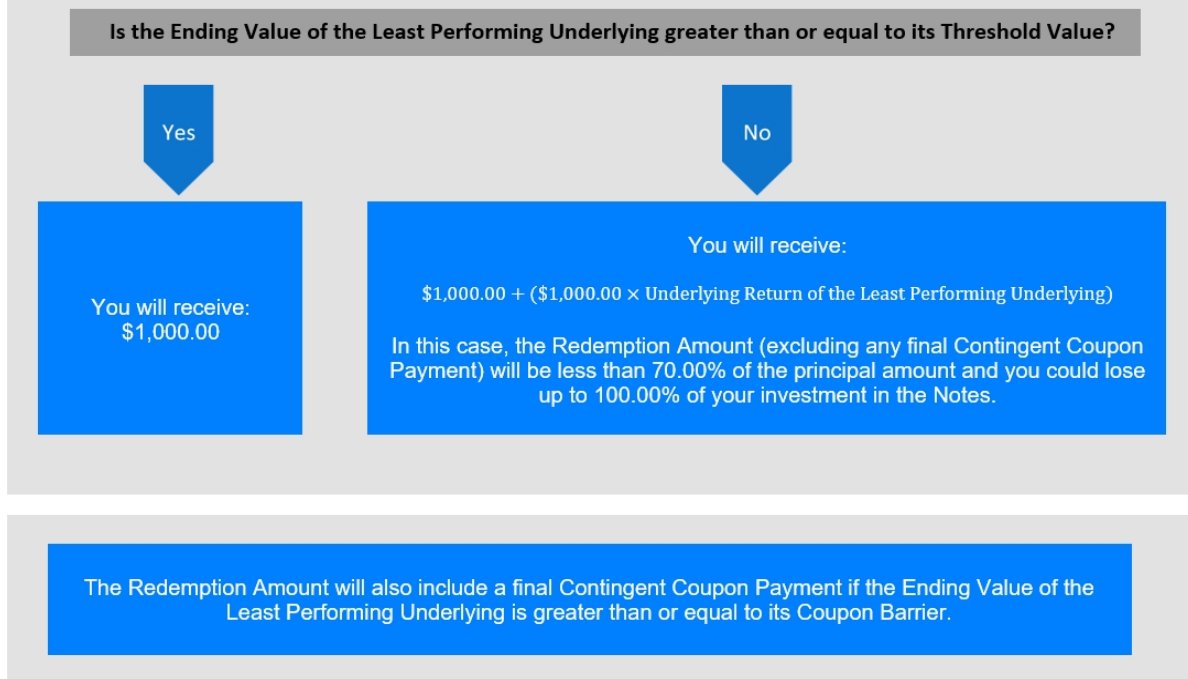 Is the Ending Value of the Least Performing Underlying greater than or equal to its Threshold Value?
Yes
No
You will receive:
$1,000.00
You will receive:
$1,000.00 + ($1,000.00 × Underlying Return of the Least Performing Underlying)
In this case, the Redemption Amount (excluding any final Contingent Coupon
Payment) will be less than 70.00% of the principal amount and you could lose
up to 100.00% of your investment in the Notes.
The Redemption Amount will also include a final Contingent Coupon Payment if the Ending Value of the
Least Performing Underlying is greater than or equal to its Coupon Barrier.